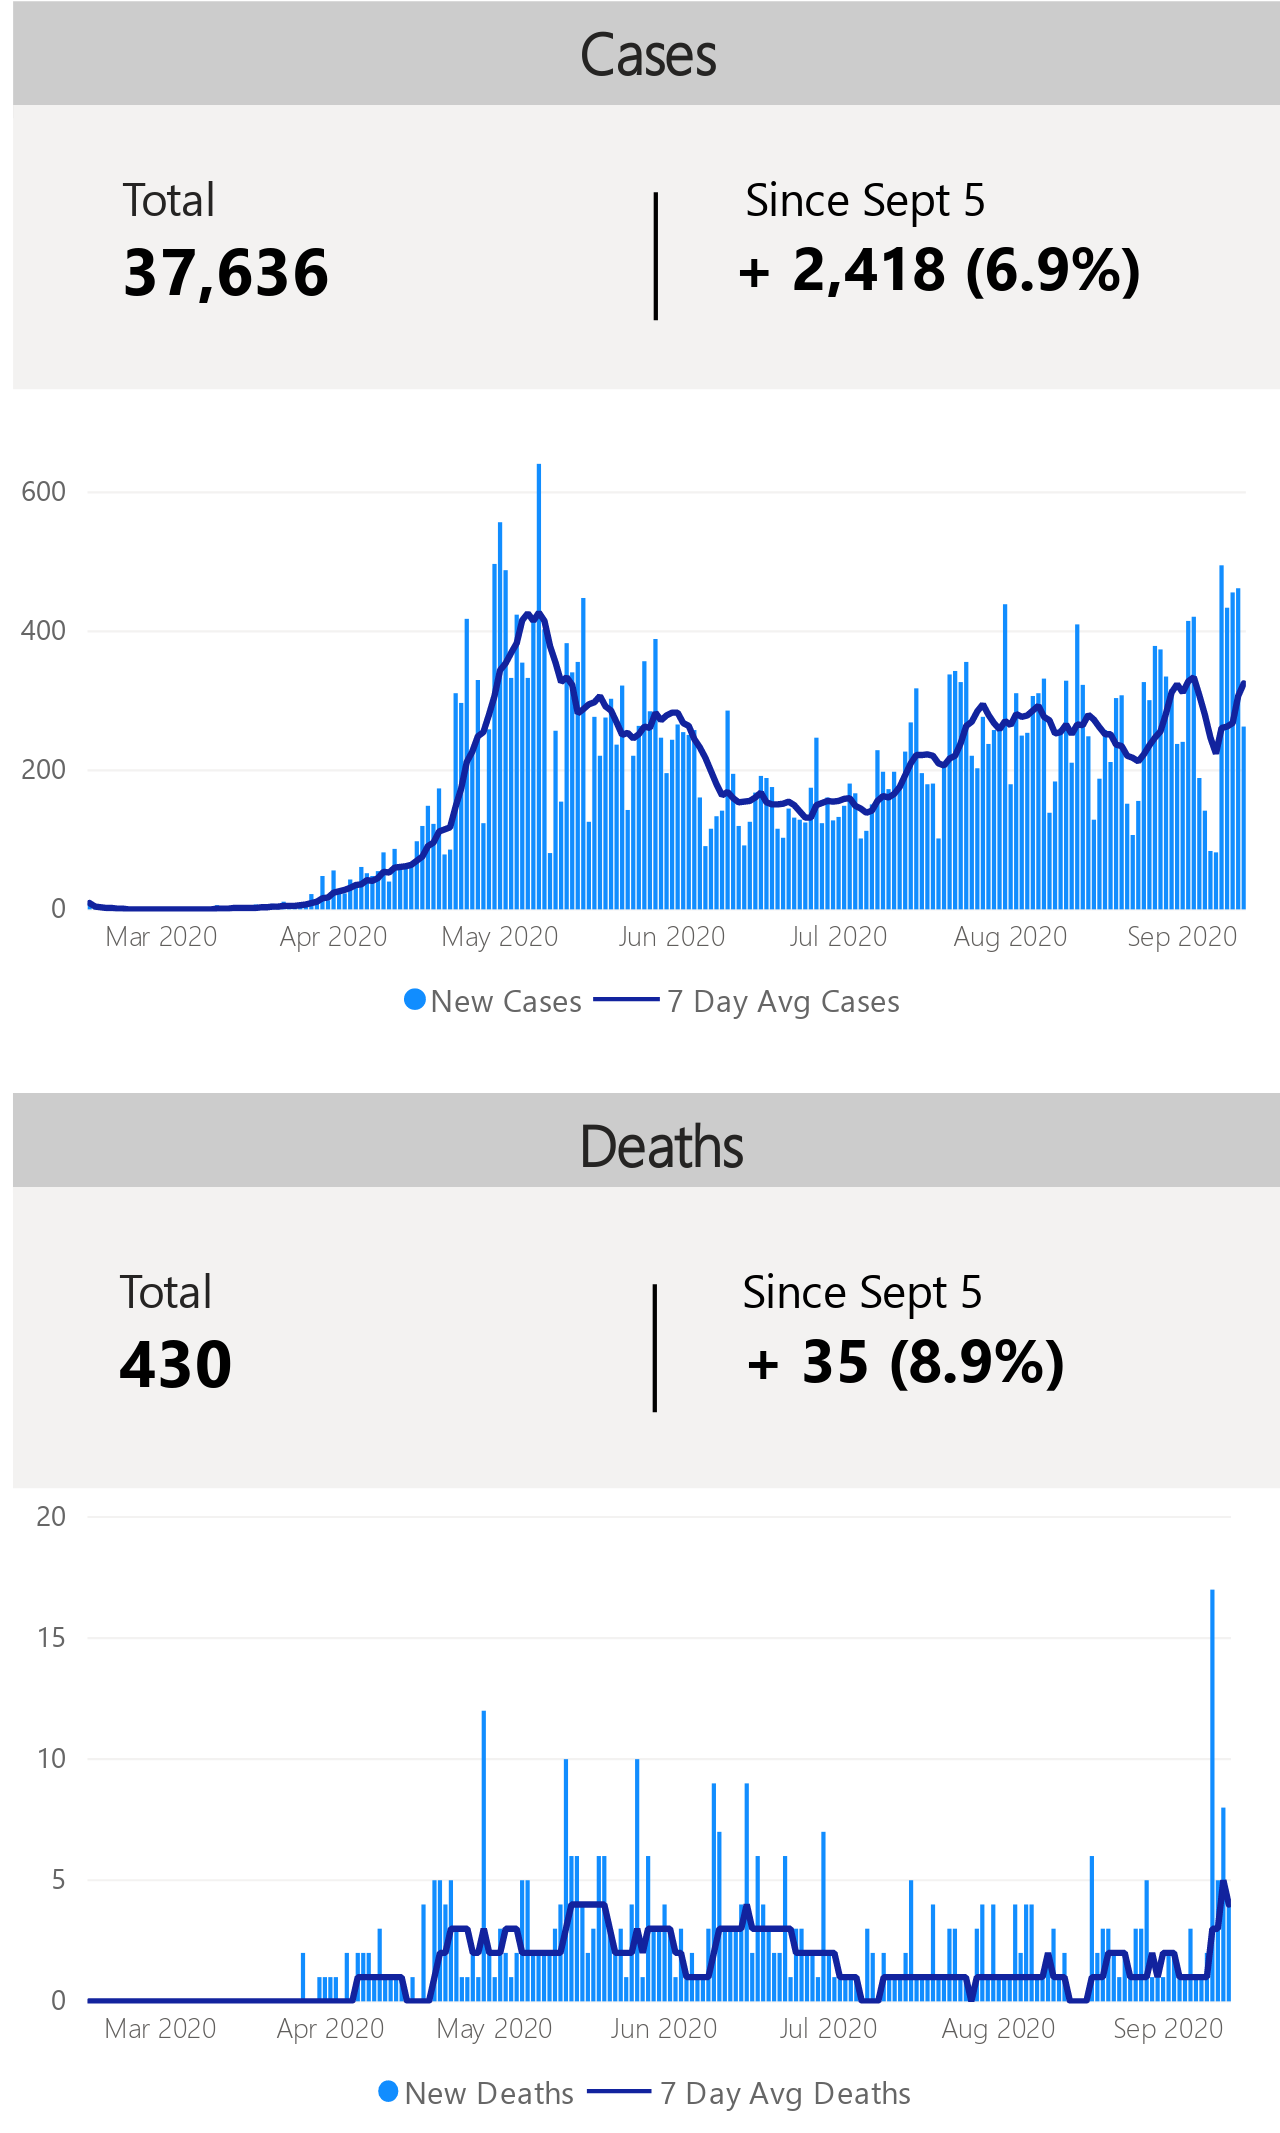 Cases
Total
Since Sept 5
37,636
+ 2,418 (6.9%)
600
400
200
0
Mar 2020 Apr 2020 May 2020 Jun 2020 Jul 2020 Aug 2020 Sep 2020
New Cases 7 Day Avg Cases
Deaths
Total
Since Sept 5
430
+ 35 (8.9%)
20
15
10
5
0
Mar 2020 Apr 2020 May 2020 Jun 2020 Jul 2020 Aug 2020 Sep 2020
New Deaths 7 Day Avg Deaths